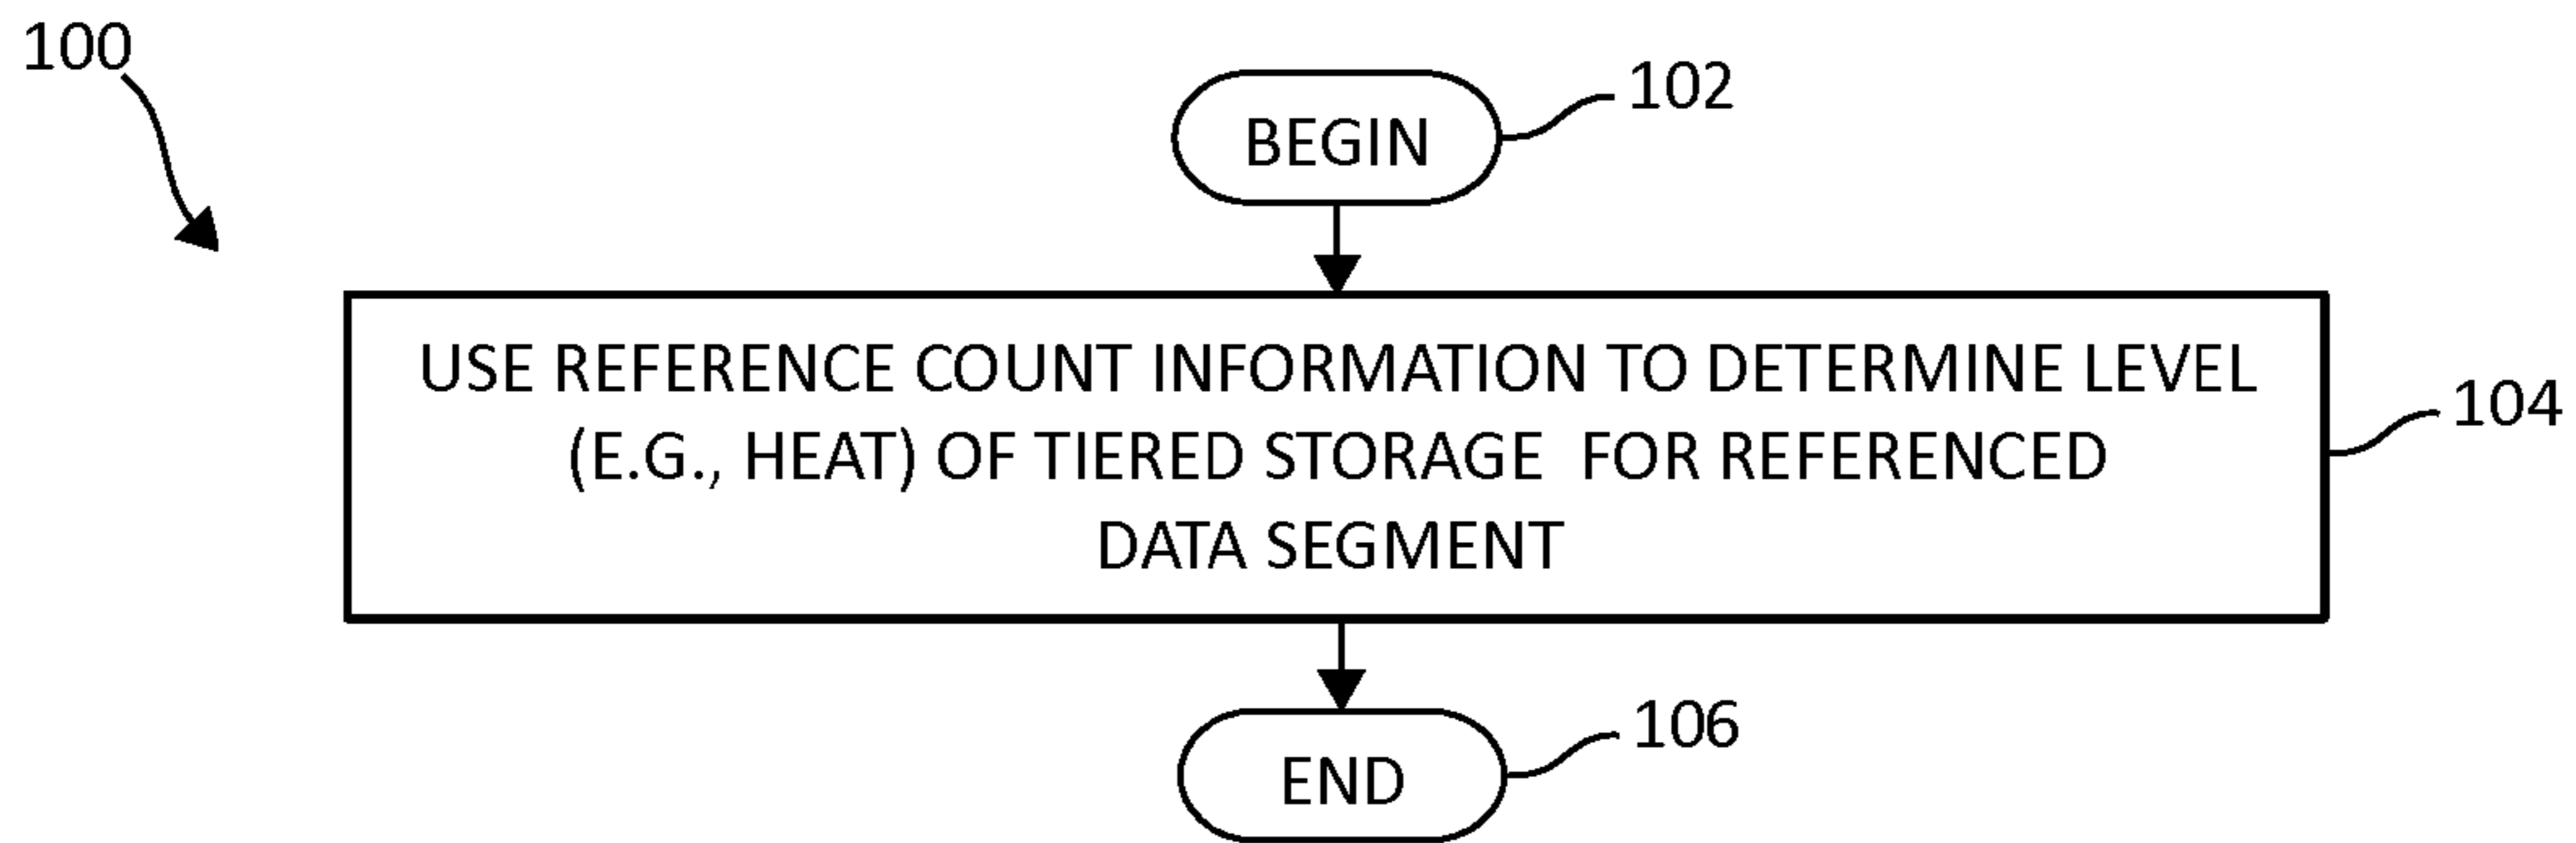 100
BEGIN
102
USE REFERENCE COUNT INFORMATION TO DETERMINE LEVEL
(E.G., HEAT) OF TIERED STORAGE FOR REFERENCED
DATA SEGMENT
104
END
106